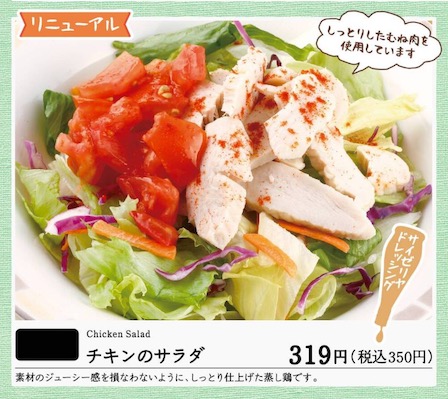 リニューアル
しっとりしたむね肉を
使用しています
サイゼリヤ
ドレッシング
Chicken Salad
チキンのサラダ
319円(税込350円)
素材のジューシー感を損なわないように、しっとり仕上げた蒸し鶏です。